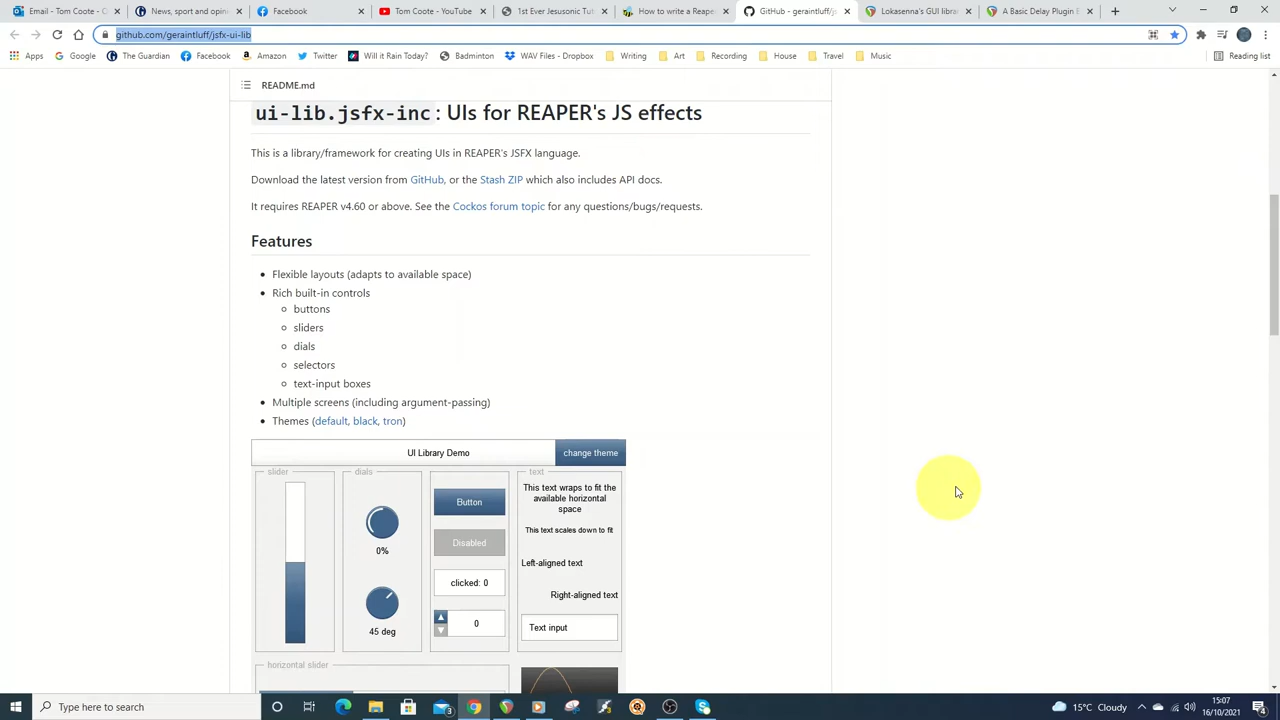 Email - Tom Coote - O
News, sport and opin
Facebook
Tom Coote - YouTube
1st Ever Jesusonic Tut
How to write a Reape
GitHub - geraintluff/js
Lokasenna's GUI libra
A Basic Delay Plugin E
github.com/geraintluff/jsfx-ui-lib
Apps
Google
The Guardian
Facebook
Amazon
Twitter
Will it Rain Today?
Badminton
WAV Files - Dropbox
Writing
Art
Recording
House
Travel
Music
Reading list
README.md
ui-lib.jsfx-inc : UIs for REAPER's JS effects
This is a library/framework for creating UIs in REAPER's JSFX language.
Download the latest version from GitHub, or the Stash ZIP which also includes API docs.
It requires REAPER v4.60 or above. See the Cockos forum topic for any questions/bugs/requests.
Features
Flexible layouts (adapts to available space)
Rich built-in controls
buttons
sliders
dials
selectors
text-input boxes
Multiple screens (including argument-passing)
Themes (default, black, tron)
UI Library Demo
change theme
slider
dials
text
Button
This text wraps to fit the
available horizontal
space
0%
This text scales down to fit
Disabled
Left-aligned text
clicked: 0
Right-aligned text
45 deg
0
Text input
horizontal slider
Type here to search
15°C Cloudy
15:07
16/10/2021